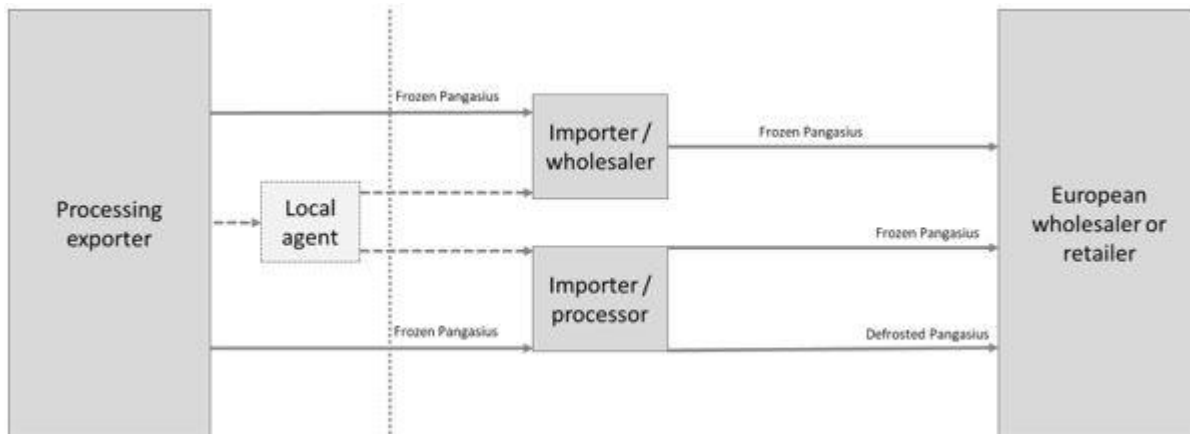 Processing
exporter
Local
agent
Frozen Pangasius
Frozen Pangasius
Importer /
wholesaler
Importer /
processor
Frozen Pangasius
Frozen Pangasius
Defrosted Pangasius
European
wholesaler or
retailer